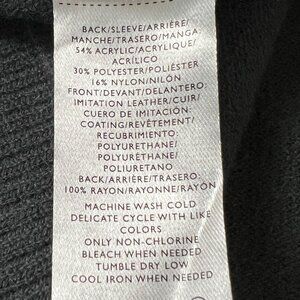 BACK/SLEEVE/ARRIÈRE/
MANCHE/TRASERO/MANGA:
54% ACRYLIC/ACRYLIQUE/
ACRÍLICO
30% POLYESTER/POLIÉSTER
16% NYLON/NILÓN
FRONT/DEVANT/DELANTERO:
IMITATION LEATHER/CUIR/
CUERO DE IMITACIÓN:
COATING/REVÊTEMENT/
RECUBRIMIENTO:
POLYURETHANE/
POLYURÉTHANE/
POLIURETANO
BACK/ARRIÈRE/TRASERO:
100% RAYON/RAYONNE/RAYÓN
MACHINE WASH COLD
DELICATE CYCLE WITH LIKE
COLORS
ONLY NON-CHLORINE
BLEACH WHEN NEEDED
TUMBLE DRY LOW
COOL IRON WHEN NEEDED